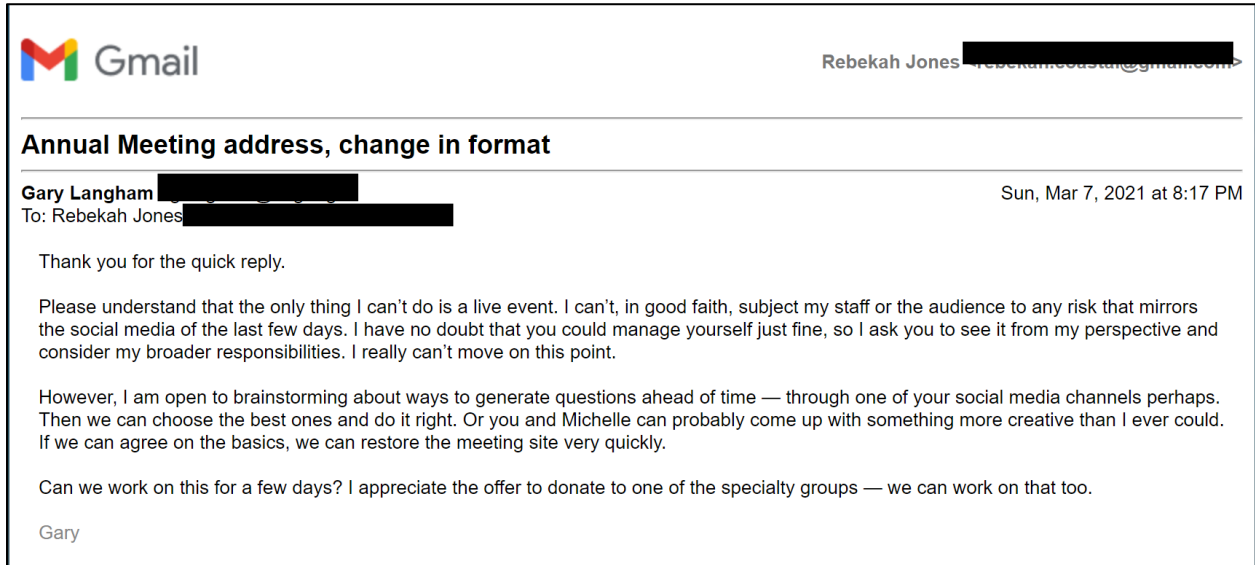 Gmail
Rebekah Jones >
Annual Meeting address, change in format
Gary Langham
Sun, Mar 7, 2021 at 8:17 PM
To: Rebekah Jones
Thank you for the quick reply.
Please understand that the only thing I can’t do is a live event. I can’t, in good faith, subject my staff or the audience to any risk that mirrors
the social media of the last few days. I have no doubt that you could manage yourself just fine, so I ask you to see it from my perspective and
consider my broader responsibilities. I really can’t move on this point.
However, I am open to brainstorming about ways to generate questions ahead of time — through one of your social media channels perhaps.
Then we can choose the best ones and do it right. Or you and Michelle can probably come up with something more creative than I ever could.
If we can agree on the basics, we can restore the meeting site very quickly.
Can we work on this for a few days? I appreciate the offer to donate to one of the specialty groups — we can work on that too.
Gary